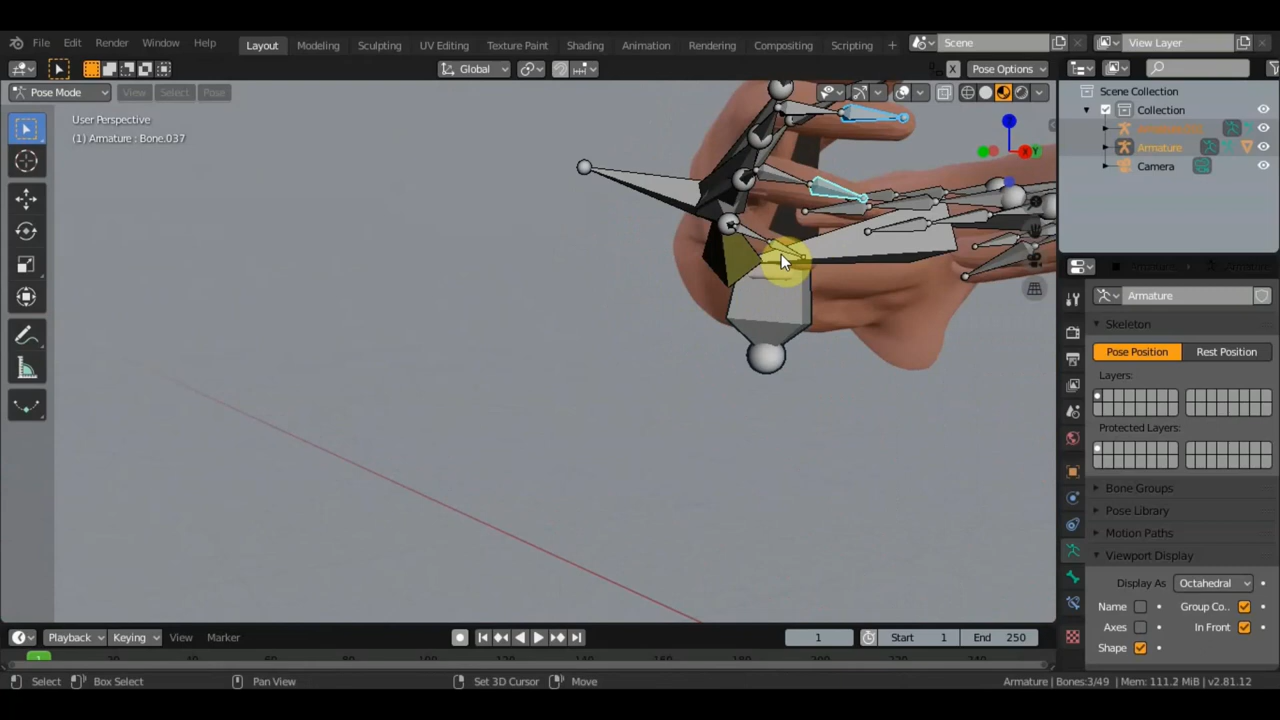 File Edit Render Window Help Layout Modeling Sculpting UV Editing Texture Paint Shading Animation Rendering Compositing Scripting + Scene View Layer
Global X Pose Options
Pose Mode View Select Pose
User Perspective
(1) Armature : Bone.037
Scene Collection
Collection
Armature
Camera
Armature
Skeleton
Pose Position Rest Position
Layers:
Protected Layers:
Bone Groups
Pose Library
Motion Paths
Viewport Display
Display As Octahedral
Name Group Co..
Axes In Front
Shape
Playback Keying View Marker 1 Start 1 End 250
1
Select Box Select Pan View Set 3D Cursor Move Armature | Bones:3/49 | Mem: 111.2 MiB | v2.81.12